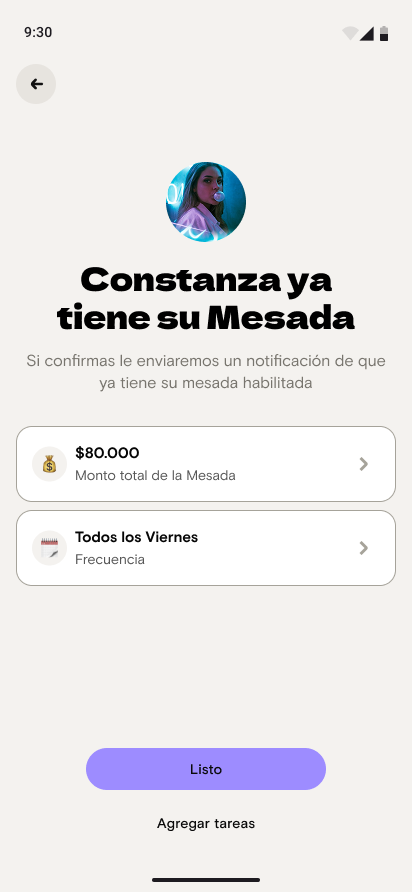 9:30
Constanza ya
tiene su Mesada
Si confirmas le enviaremos un notificación de que
ya tiene su mesada habilitada
$80.000
Monto total de la Mesada
Todos los Viernes
Frecuencia
Listo
Agregar tareas